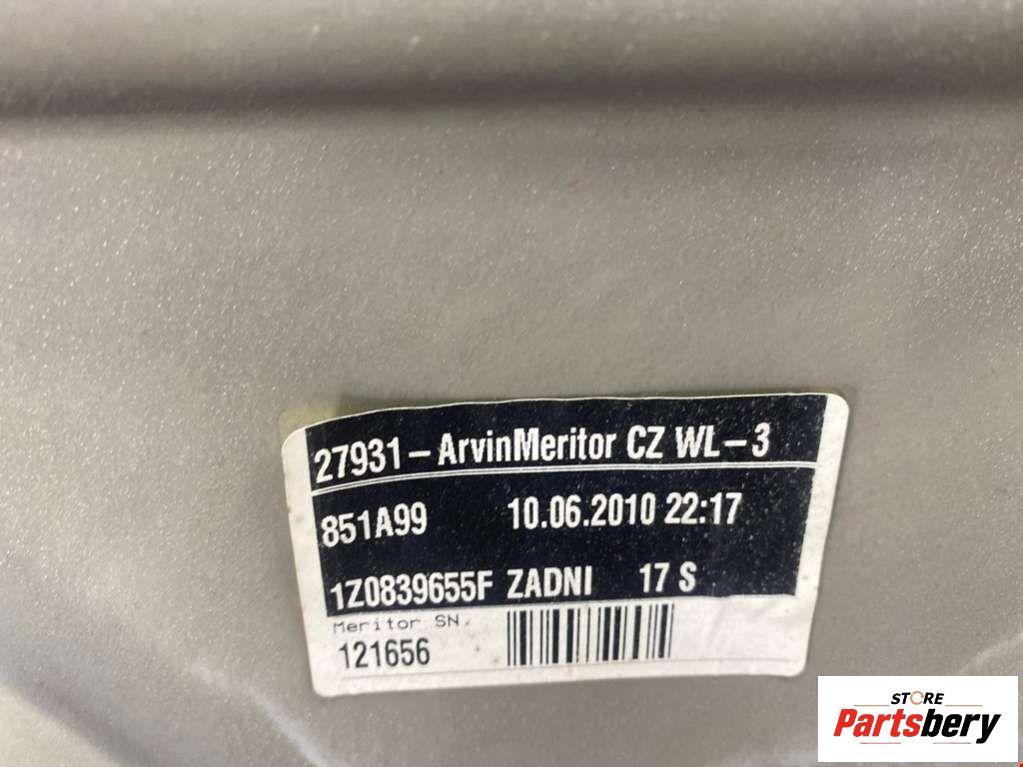 27931-ArvinMeritor CZ WL-3
851A99 10.06.2010 22:17
1Z0839655F ZADNI 17 S
Meritor SN.
121656
STORE
Partsbery